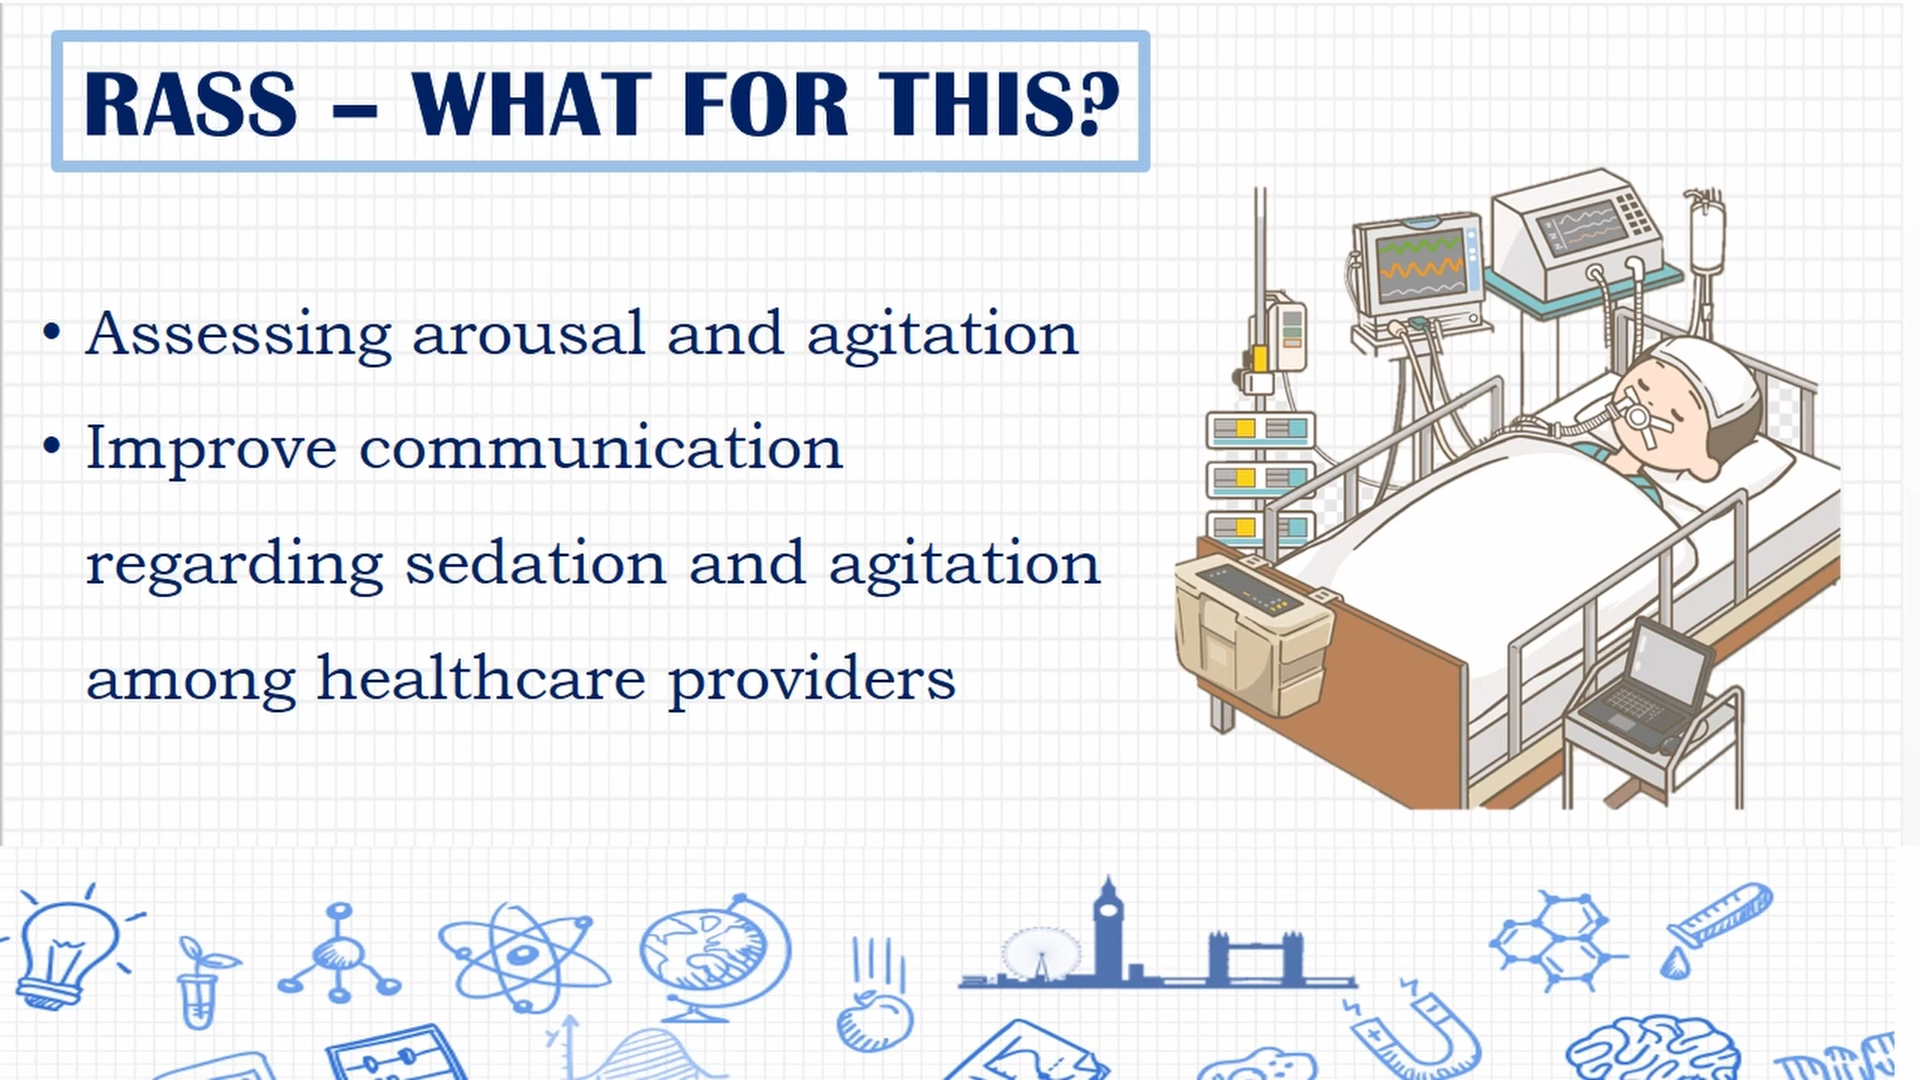 RASS – WHAT FOR THIS?
• Assessing arousal and agitation
• Improve communication
regarding sedation and agitation
among healthcare providers